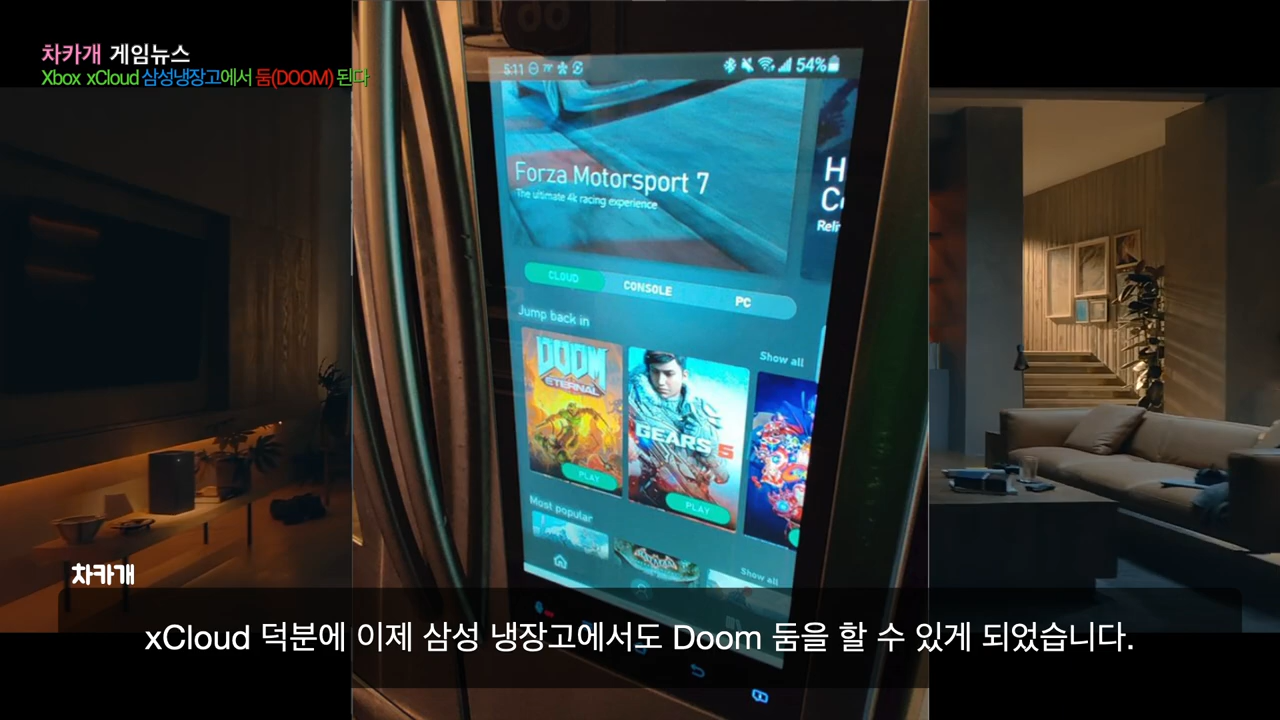 차카개 게임뉴스
Xbox xCloud 삼성냉장고에서 둠(DOOM) 된다
5:11
54%
Forza Motorsport 7
The ultimate 4k racing experience
H
Reli
CLOUD
CONSOLE
PC
Jump back in
Show all
DOOM
ETERNAL
PLAY
GEARS 5
PLAY
Most popular
Show all
차카개
xCloud 덕분에 이제 삼성 냉장고에서도 Doom 둠을 할 수 있게 되었습니다.